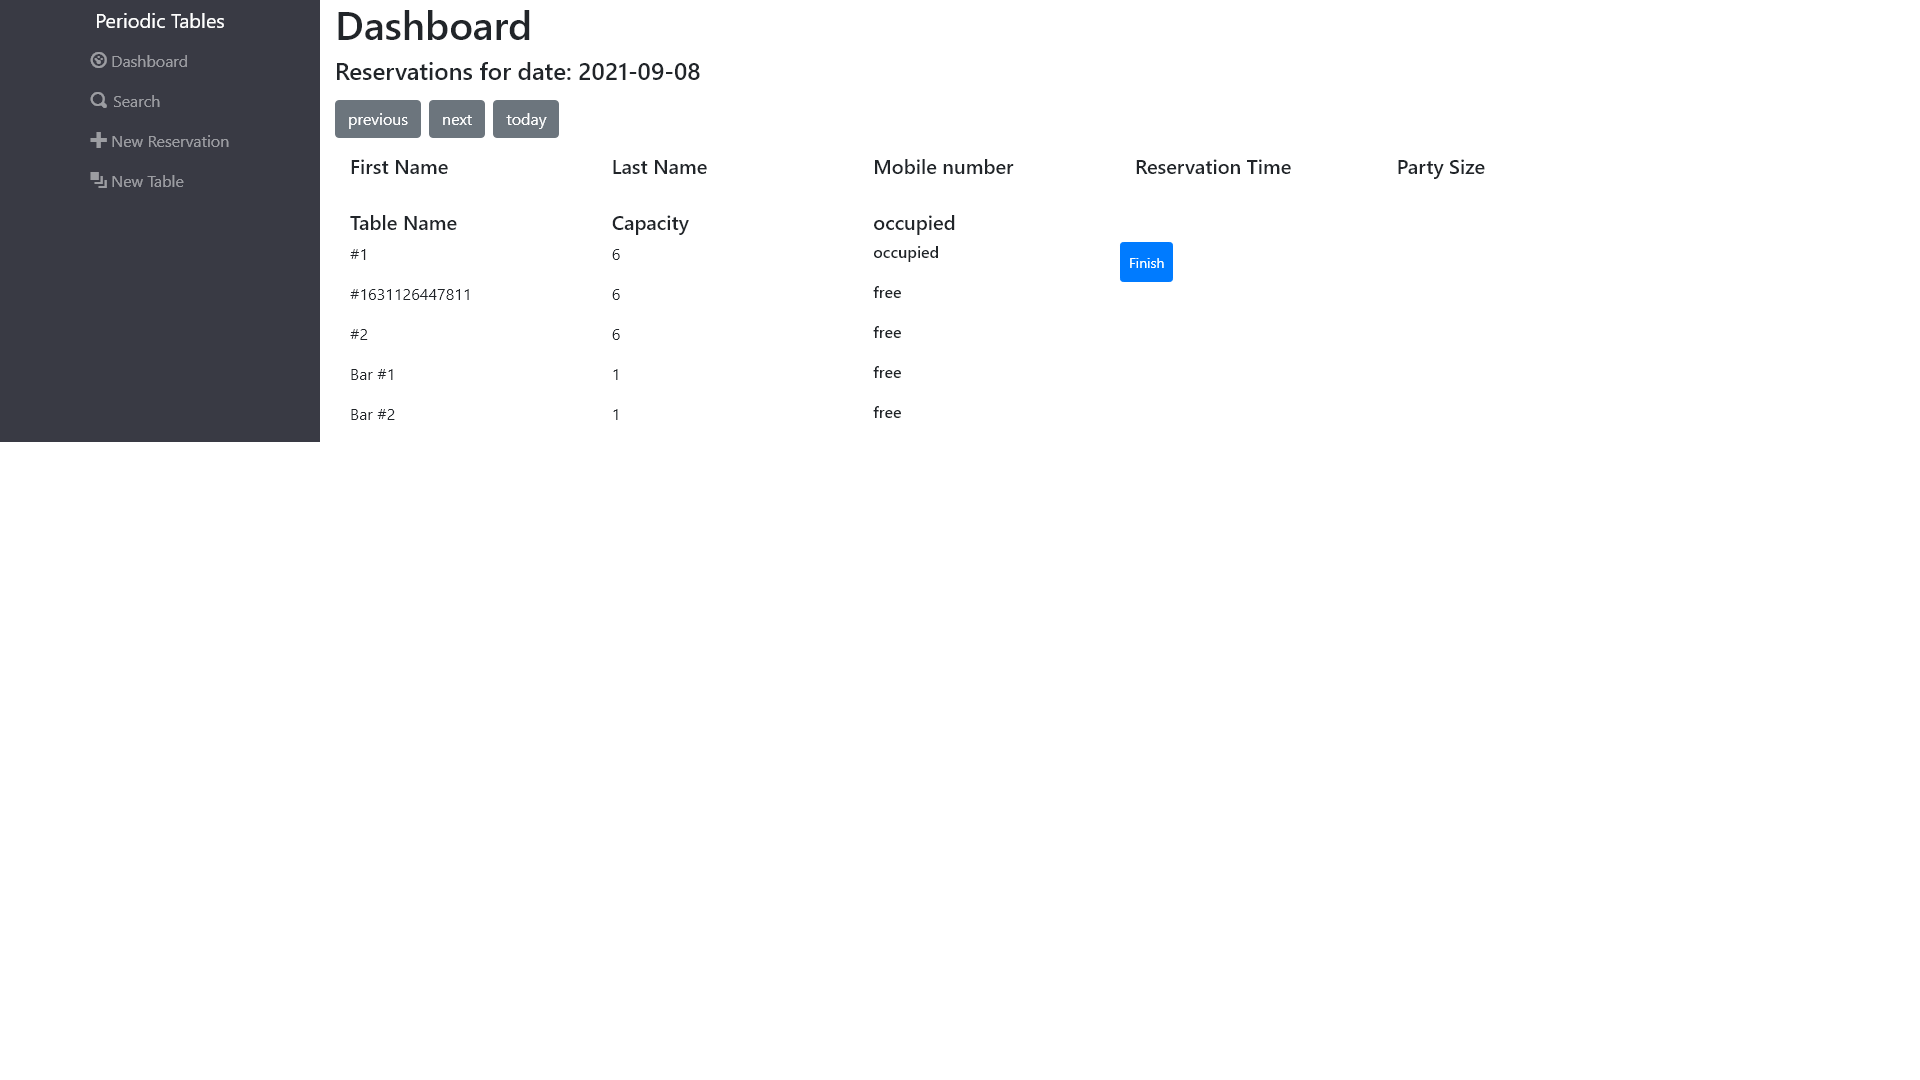 Periodic Tables
Dashboard
Search
New Reservation
New Table
Dashboard
Reservations for date: 2021-09-08
previous next today
First Name Last Name Mobile number Reservation Time Party Size
Table Name Capacity occupied
#1 6 occupied Finish
#1631126447811 6 free
#2 6 free
Bar #1 1 free
Bar #2 1 free